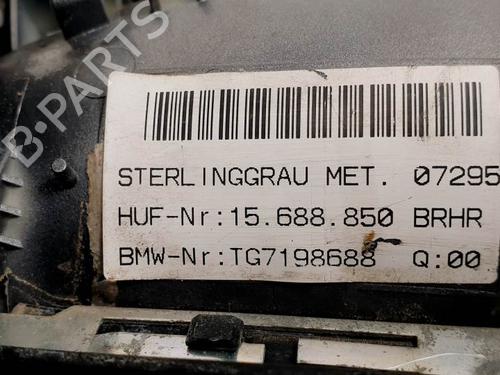 B-PARTS
STERLINGGRAU MET. 07295
HUF-Nr:15.688.850 BRHR
BMW-Nr:TG7198688 Q:00